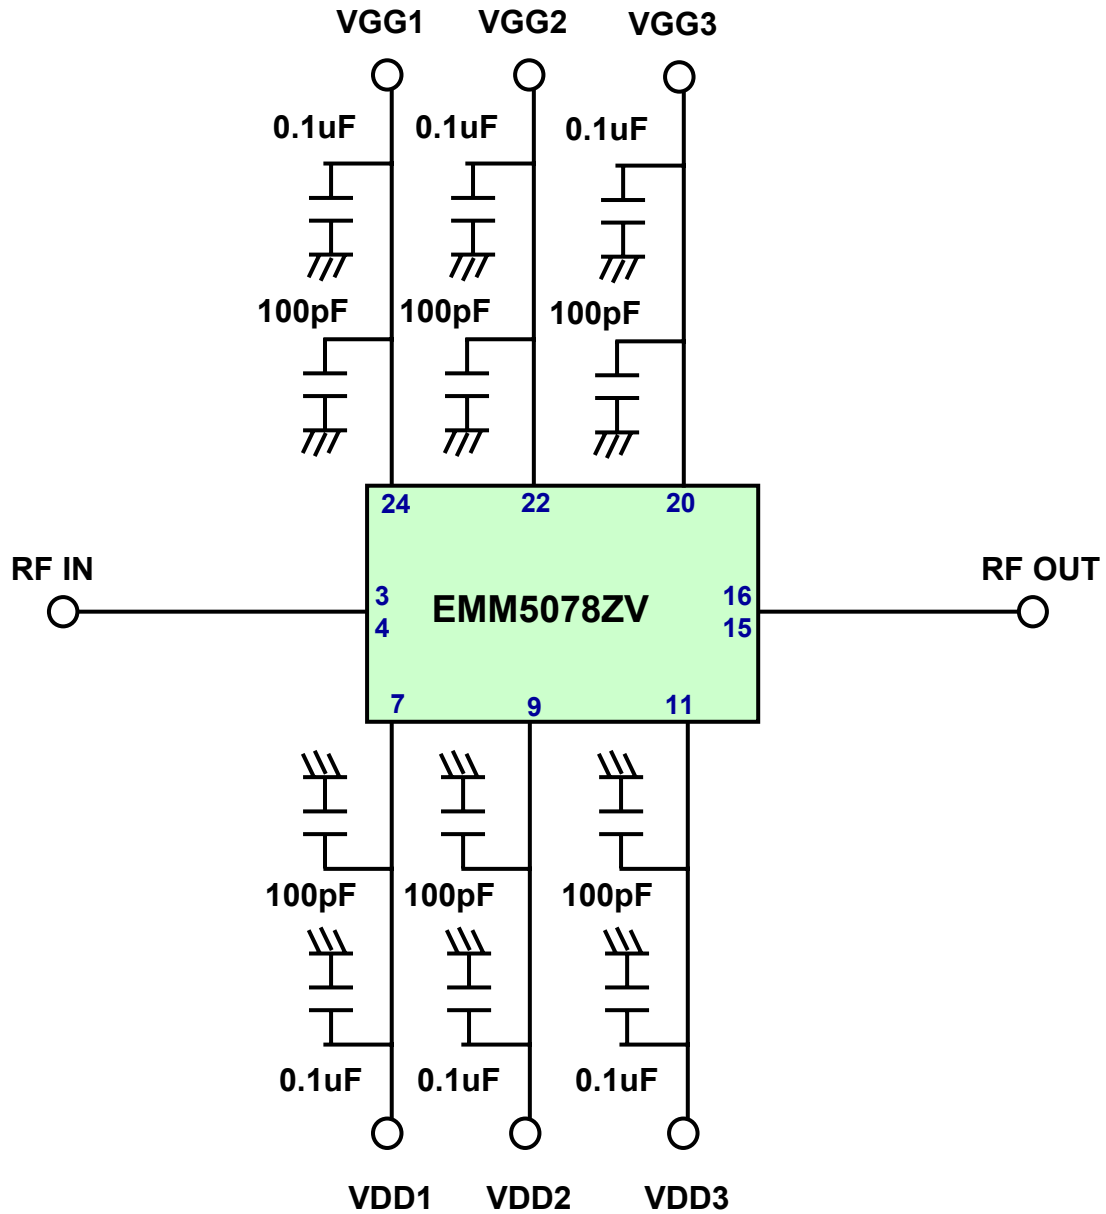 VGG1 VGG2 VGG3
0.1uF 0.1uF 0.1uF
100pF 100pF 100pF
24 22 20
RF IN RF OUT
3 EMM5078ZV 16
4 15
7 9 11
100pF 100pF 100pF
0.1uF 0.1uF 0.1uF
VDD1 VDD2 VDD3